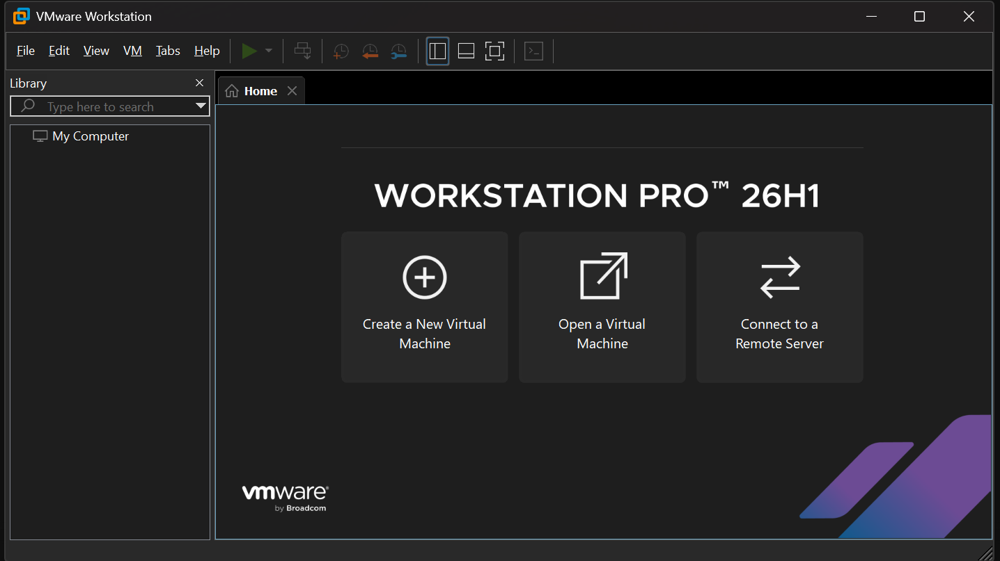 VMware Workstation
File Edit View VM Tabs Help
Library
Type here to search
My Computer
Home
WORKSTATION PRO™ 26H1
Create a New Virtual
Machine
Open a Virtual
Machine
Connect to a
Remote Server
vmware®
by Broadcom